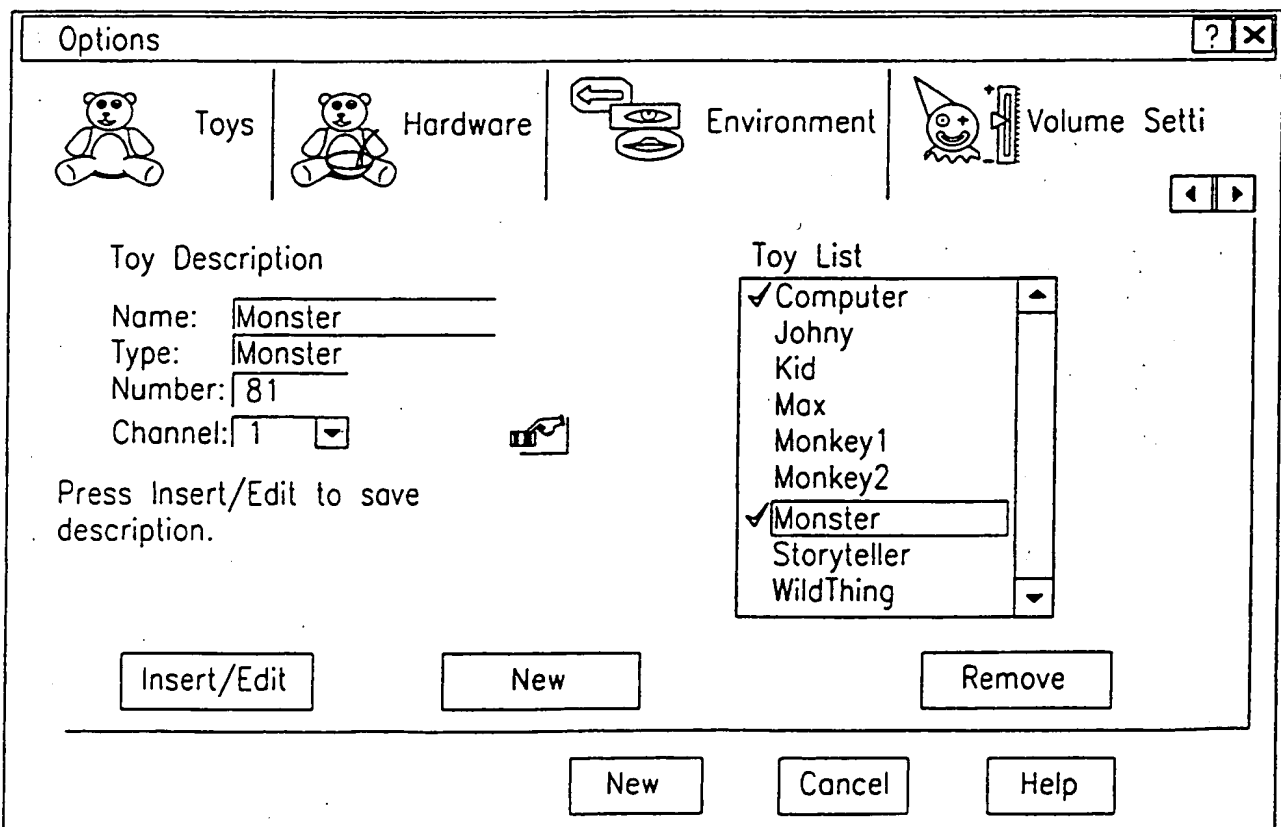 Options ?
Toys Hardware Environment Volume Setti
Toy Description
Name: Monster
Type: Monster
Number: 81
Channel: 1
Press Insert/Edit to save
description.
Toy List
Computer
Johny
Kid
Max
Monkey1
Monkey2
Monster
Storyteller
WildThing
Insert/Edit New Remove
New Cancel Help